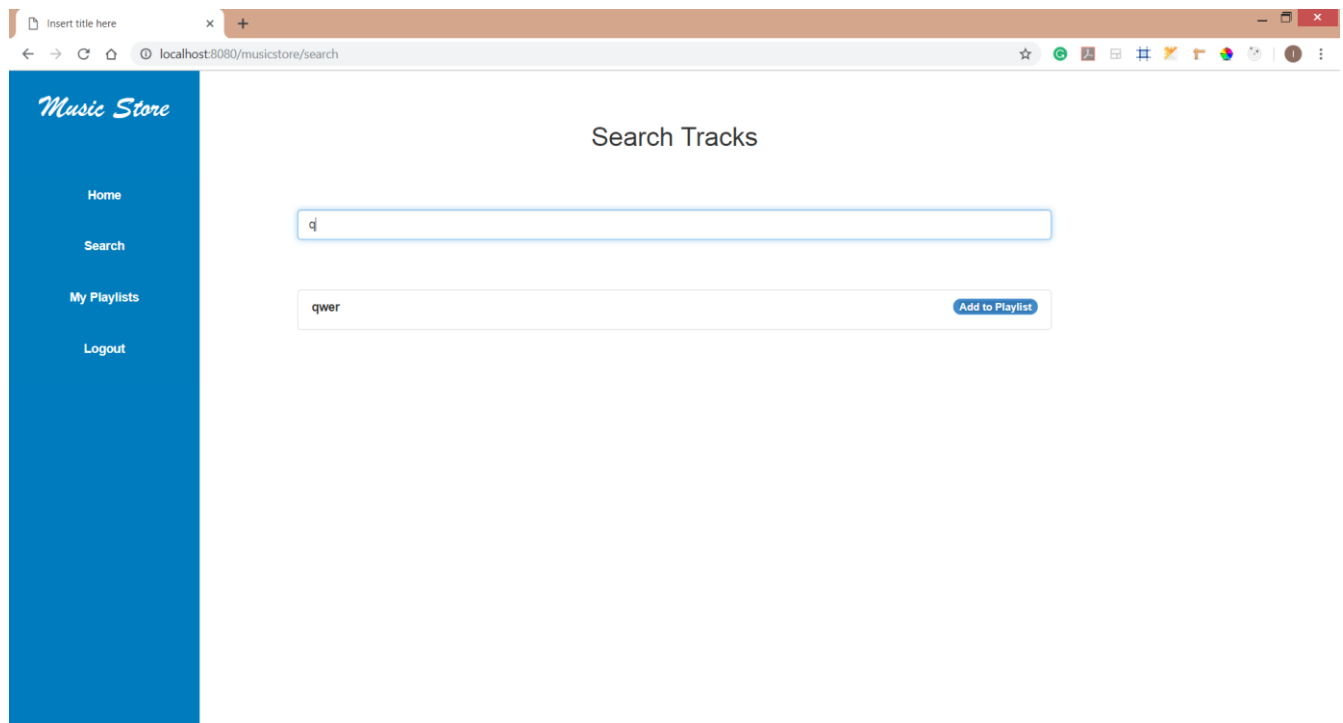 Insert title here
localhost:8080/musicstore/search
Music Store
Home
Search
My Playlists
Logout
Search Tracks
q
qwer
Add to Playlist